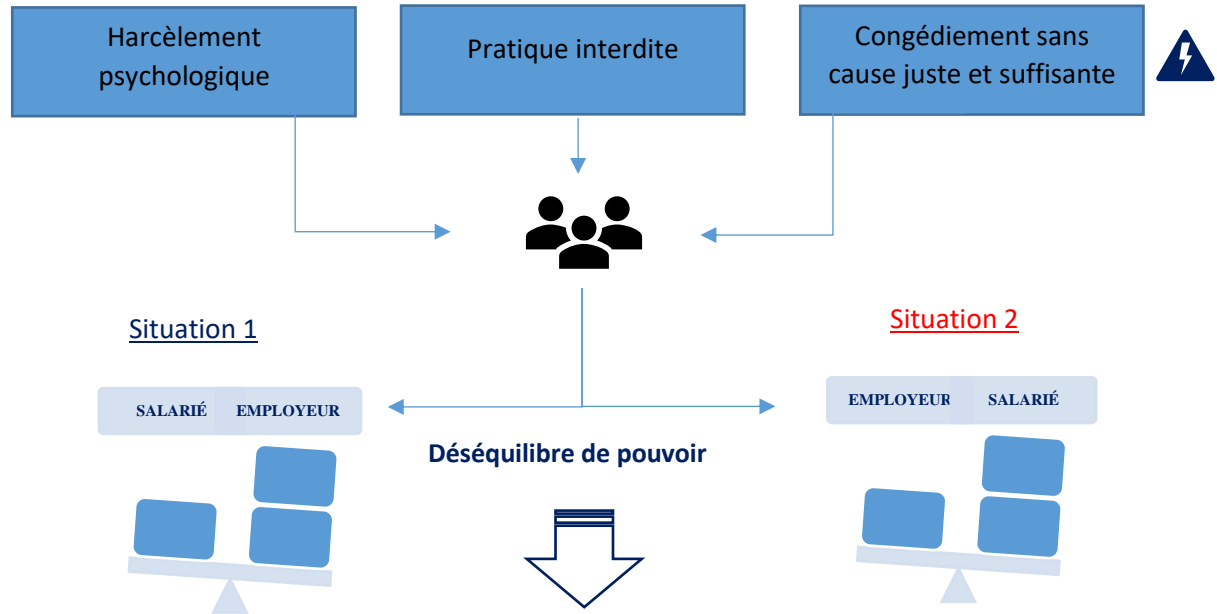 Harcèlement
psychologique
Pratique interdite
Congédiement sans
cause juste et suffisante
Situation 1
Situation 2
SALARIÉ EMPLOYEUR
EMPLOYEUR SALARIÉ
Déséquilibre de pouvoir